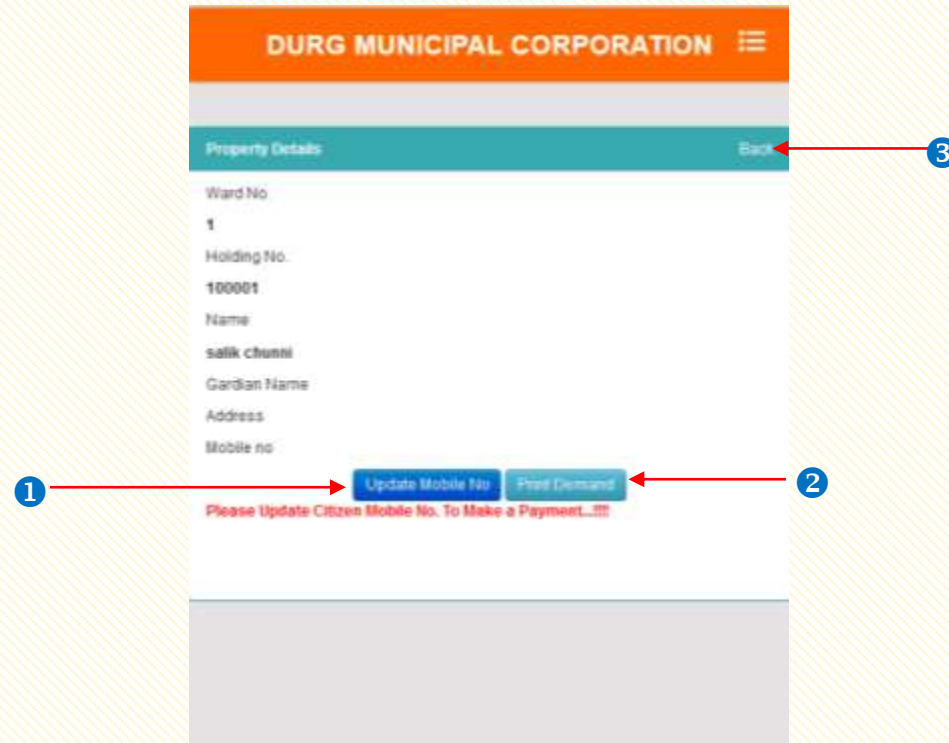 DURG MUNICIPAL CORPORATION
Property Details Back
3
Ward No.
1
Holding No.
100001
Name
salik chunni
Gardian Name
Address
Mobile no
1 Update Mobile No Print Demand 2
Please Update Citizen Mobile No. To Make a Payment...!!!!